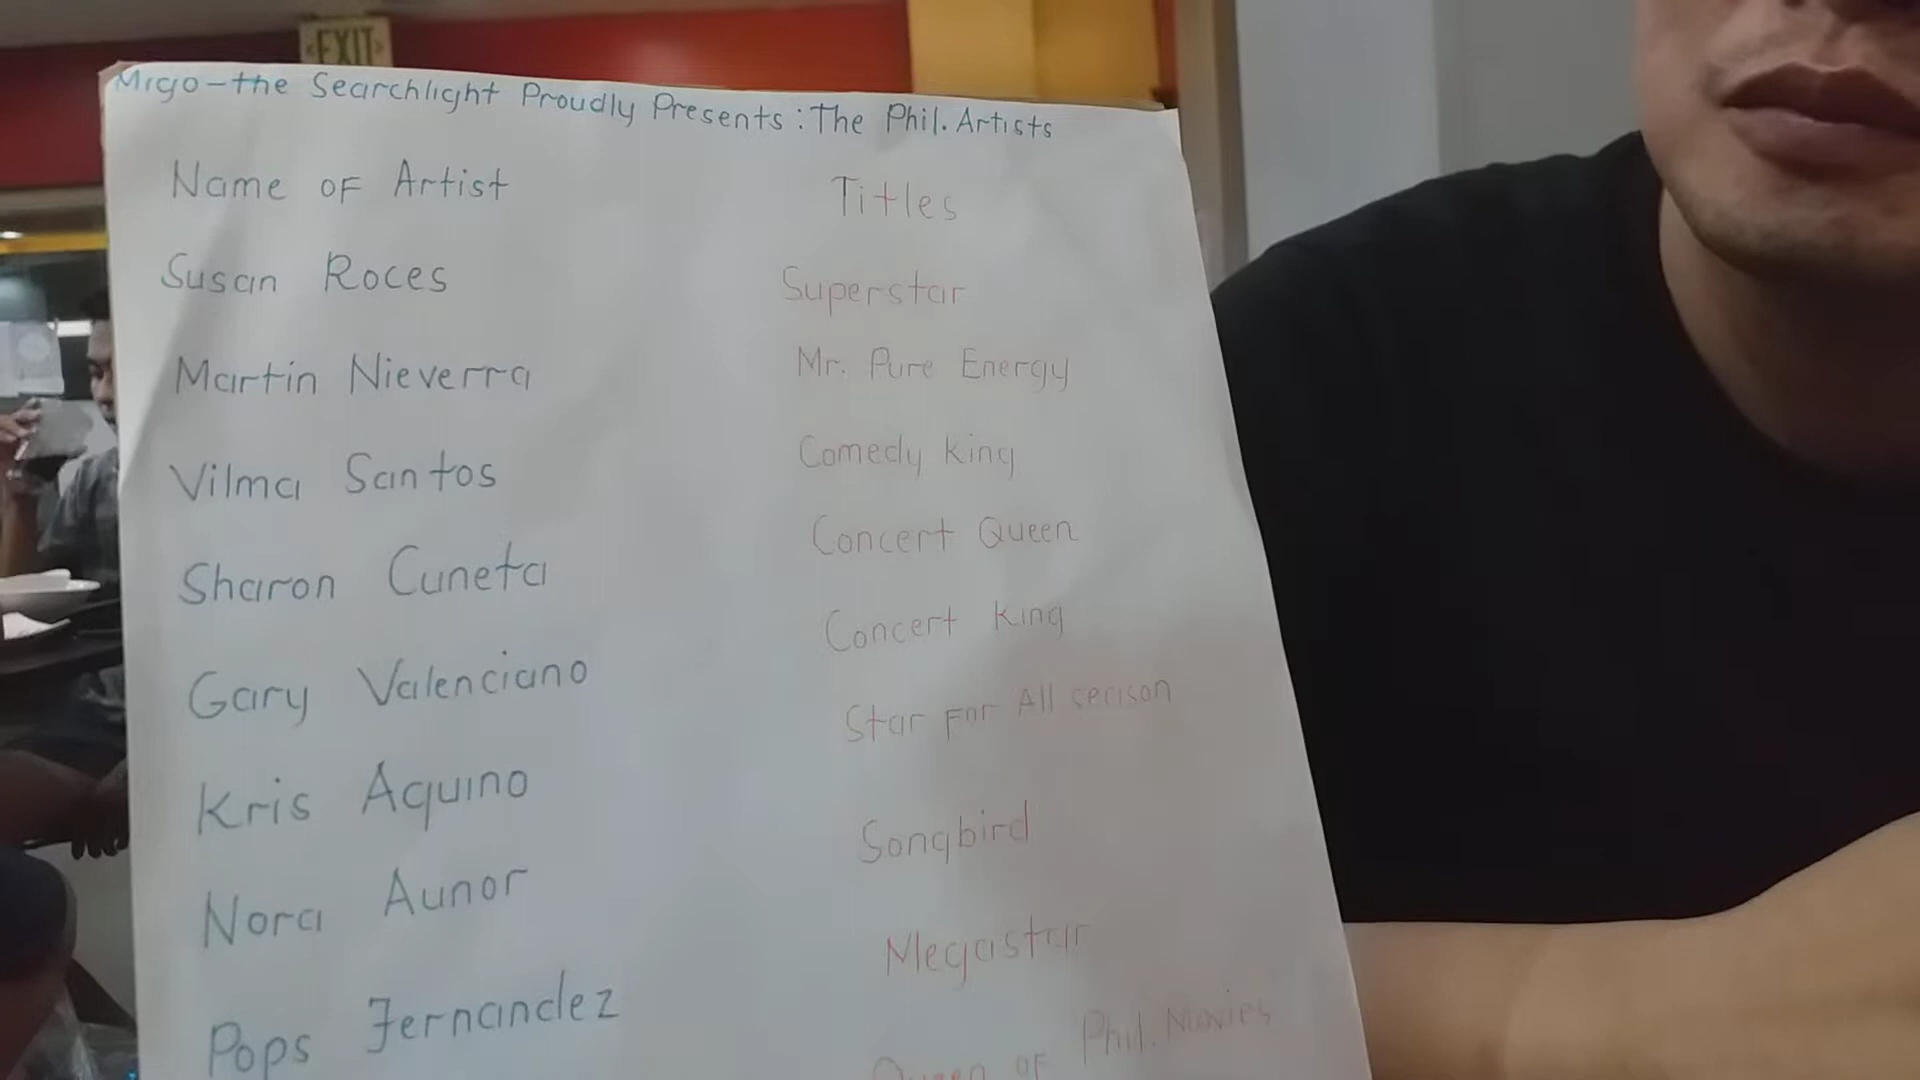 EXIT
Migo-the Searchlight Proudly Presents: The Phil. Artists
Name of Artist
Titles
Susan Roces
Superstar
Martin Nieverra
Mr. Pure Energy
Vilma Santos
Comedy King
Sharon Cuneta
Concert Queen
Gary Valenciano
Concert King
Kris Aquino
Star For All season
Nora Aunor
Songbird
Pops Fernandez
Megastar
Queen of Phil. Movies